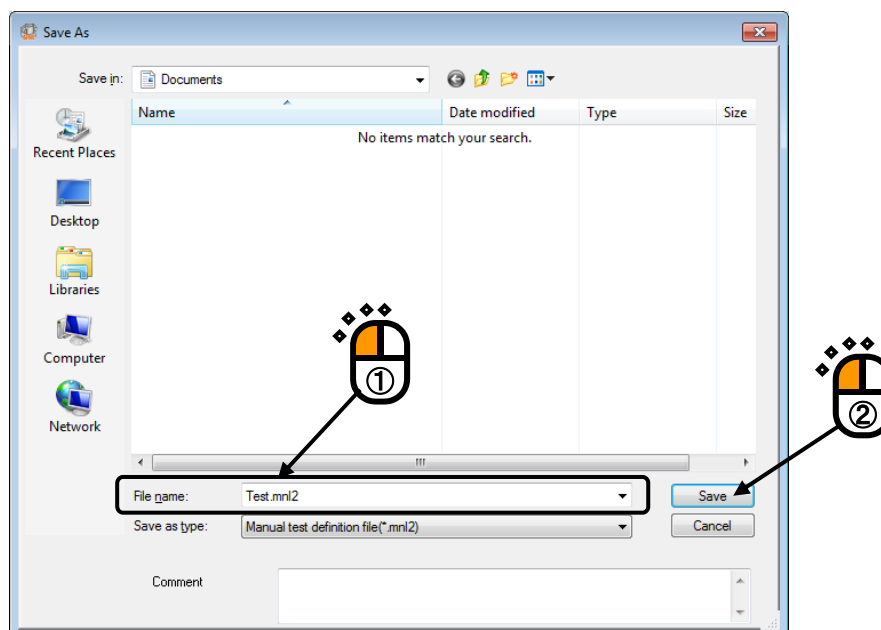 Save As
Save in: Documents
Name Date modified Type Size
No items match your search.
Recent Places
Desktop
Libraries
Computer
Network
①
②
File name: Test.mnl2 Save
Save as type: Manual test definition file(*.mnl2) Cancel
Comment